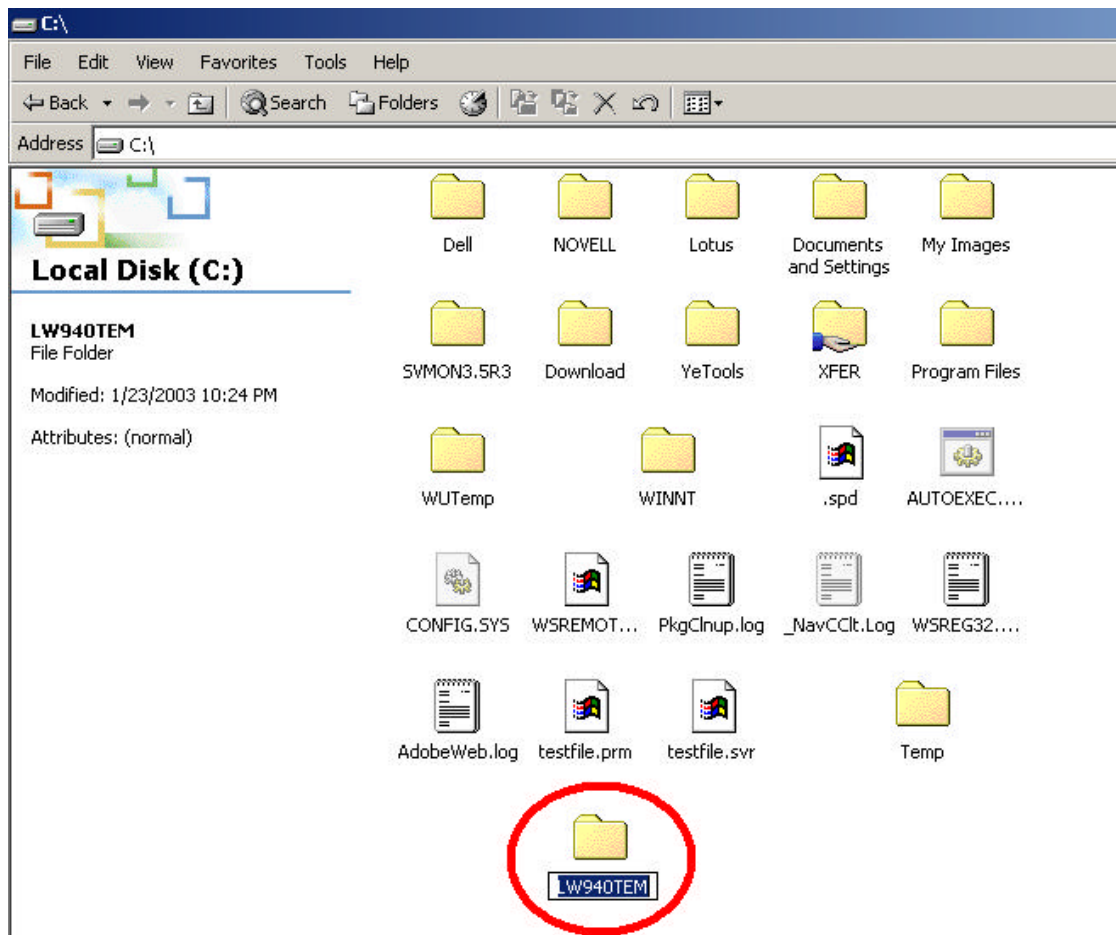 C:\
File Edit View Favorites Tools Help
Back Search Folders
Address C:\
Local Disk (C:)
LW940TEM
File Folder
Modified: 1/23/2003 10:24 PM
Attributes: (normal)
Dell NOVELL Lotus Documents and Settings My Images
SVMON3.5R3 Download YeTools XFER Program Files
WUTemp WINNT .spd AUTOEXEC....
CONFIG.SYS WSREMOT... PkgClnup.log _NavCClt.Log WSREG32....
AdobeWeb.log testfile.prm testfile.svr Temp
LW940TEM